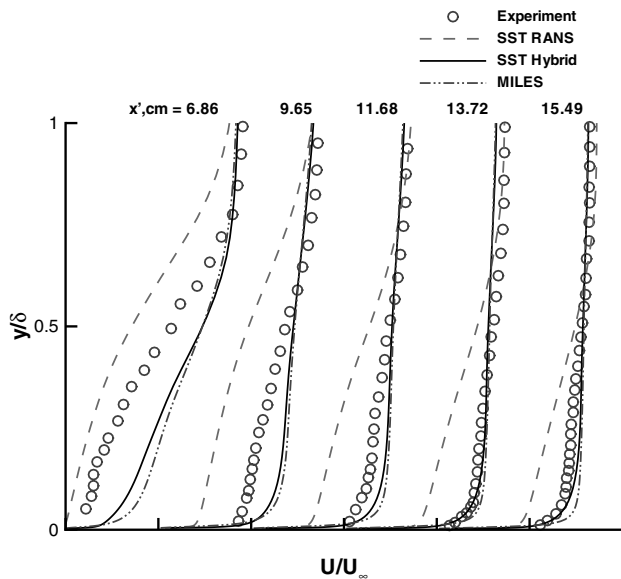 Experiment
SST RANS
SST Hybrid
MILES
x',cm = 6.86 9.65 11.68 13.72 15.49
1
y/δ
0.5
0
U/U∞